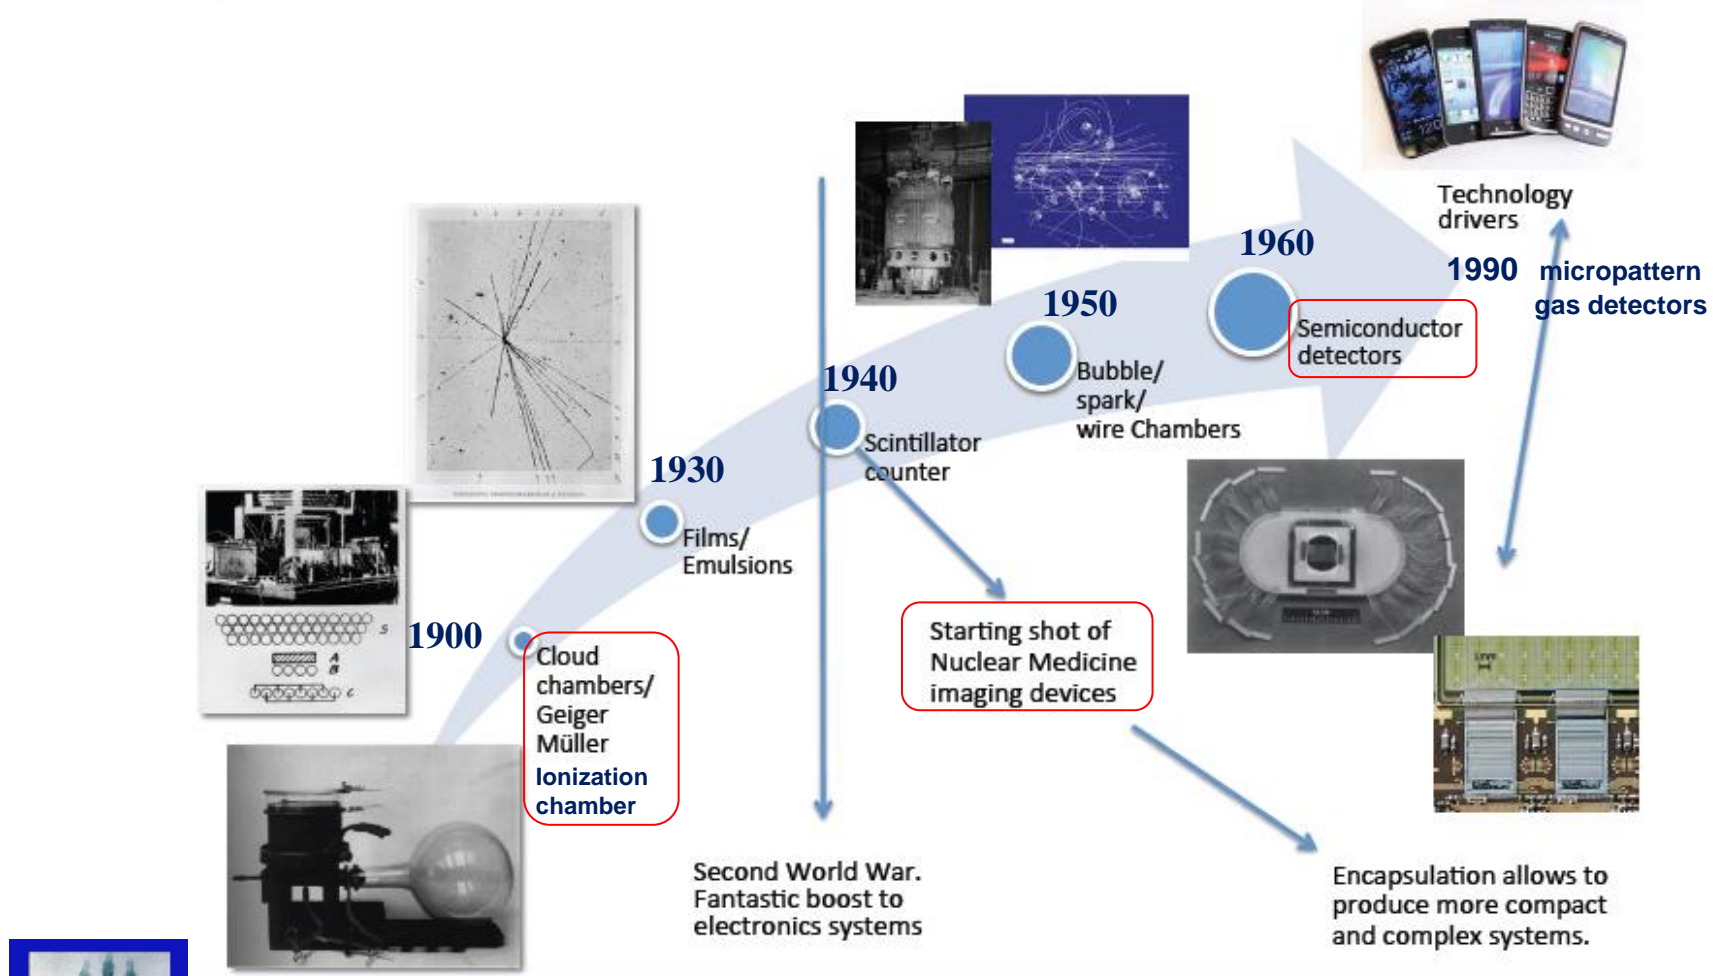 Technology
drivers
1990 micropattern
gas detectors
1960
Semiconductor
detectors
1950
Bubble/
spark/
wire Chambers
1940
Scintillator
counter
1930
Films/
Emulsions
1900
Cloud
chambers/
Geiger
Müller
Ionization
chamber
S
A
B
C
Starting shot of
Nuclear Medicine
imaging devices
Second World War.
Fantastic boost to
electronics systems
Encapsulation allows to
produce more compact
and complex systems.